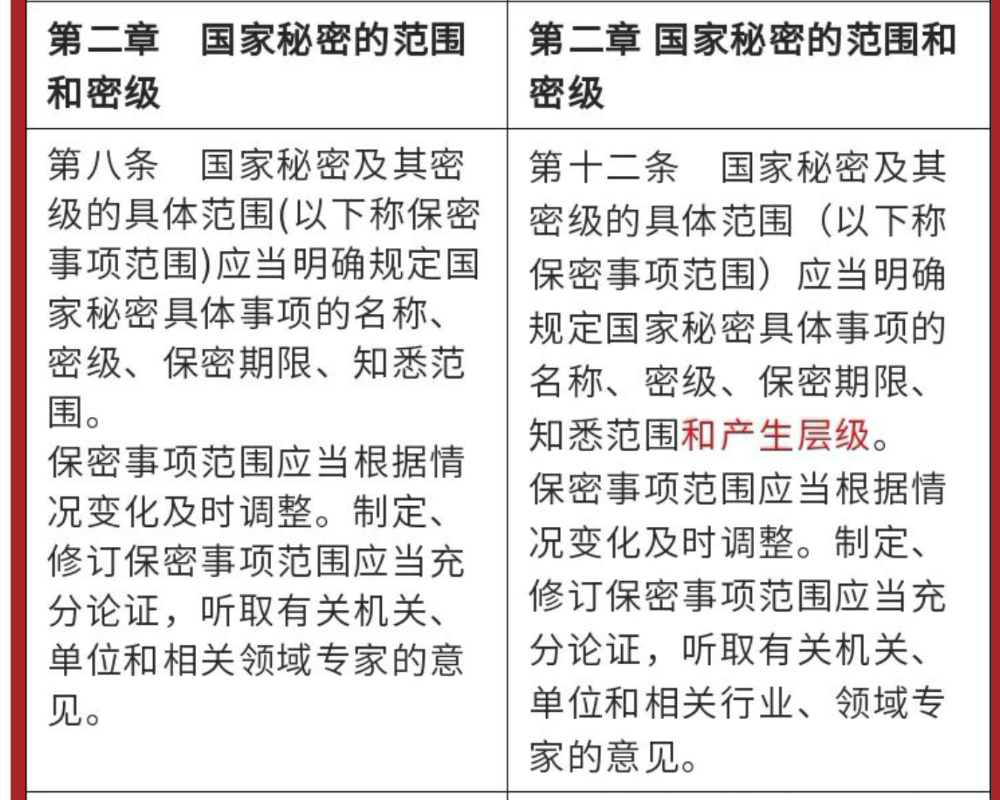 第二章　国家秘密的范围
和密级
第二章 国家秘密的范围和
密级
第八条　国家秘密及其密
级的具体范围(以下称保密
事项范围)应当明确规定国
家秘密具体事项的名称、
密级、保密期限、知悉范
围。
保密事项范围应当根据情
况变化及时调整。制定、
修订保密事项范围应当充
分论证，听取有关机关、
单位和相关领域专家的意
见。
第十二条　国家秘密及其
密级的具体范围（以下称
保密事项范围）应当明确
规定国家秘密具体事项的
名称、密级、保密期限、
知悉范围和产生层级。
保密事项范围应当根据情
况变化及时调整。制定、
修订保密事项范围应当充
分论证，听取有关机关、
单位和相关行业、领域专
家的意见。